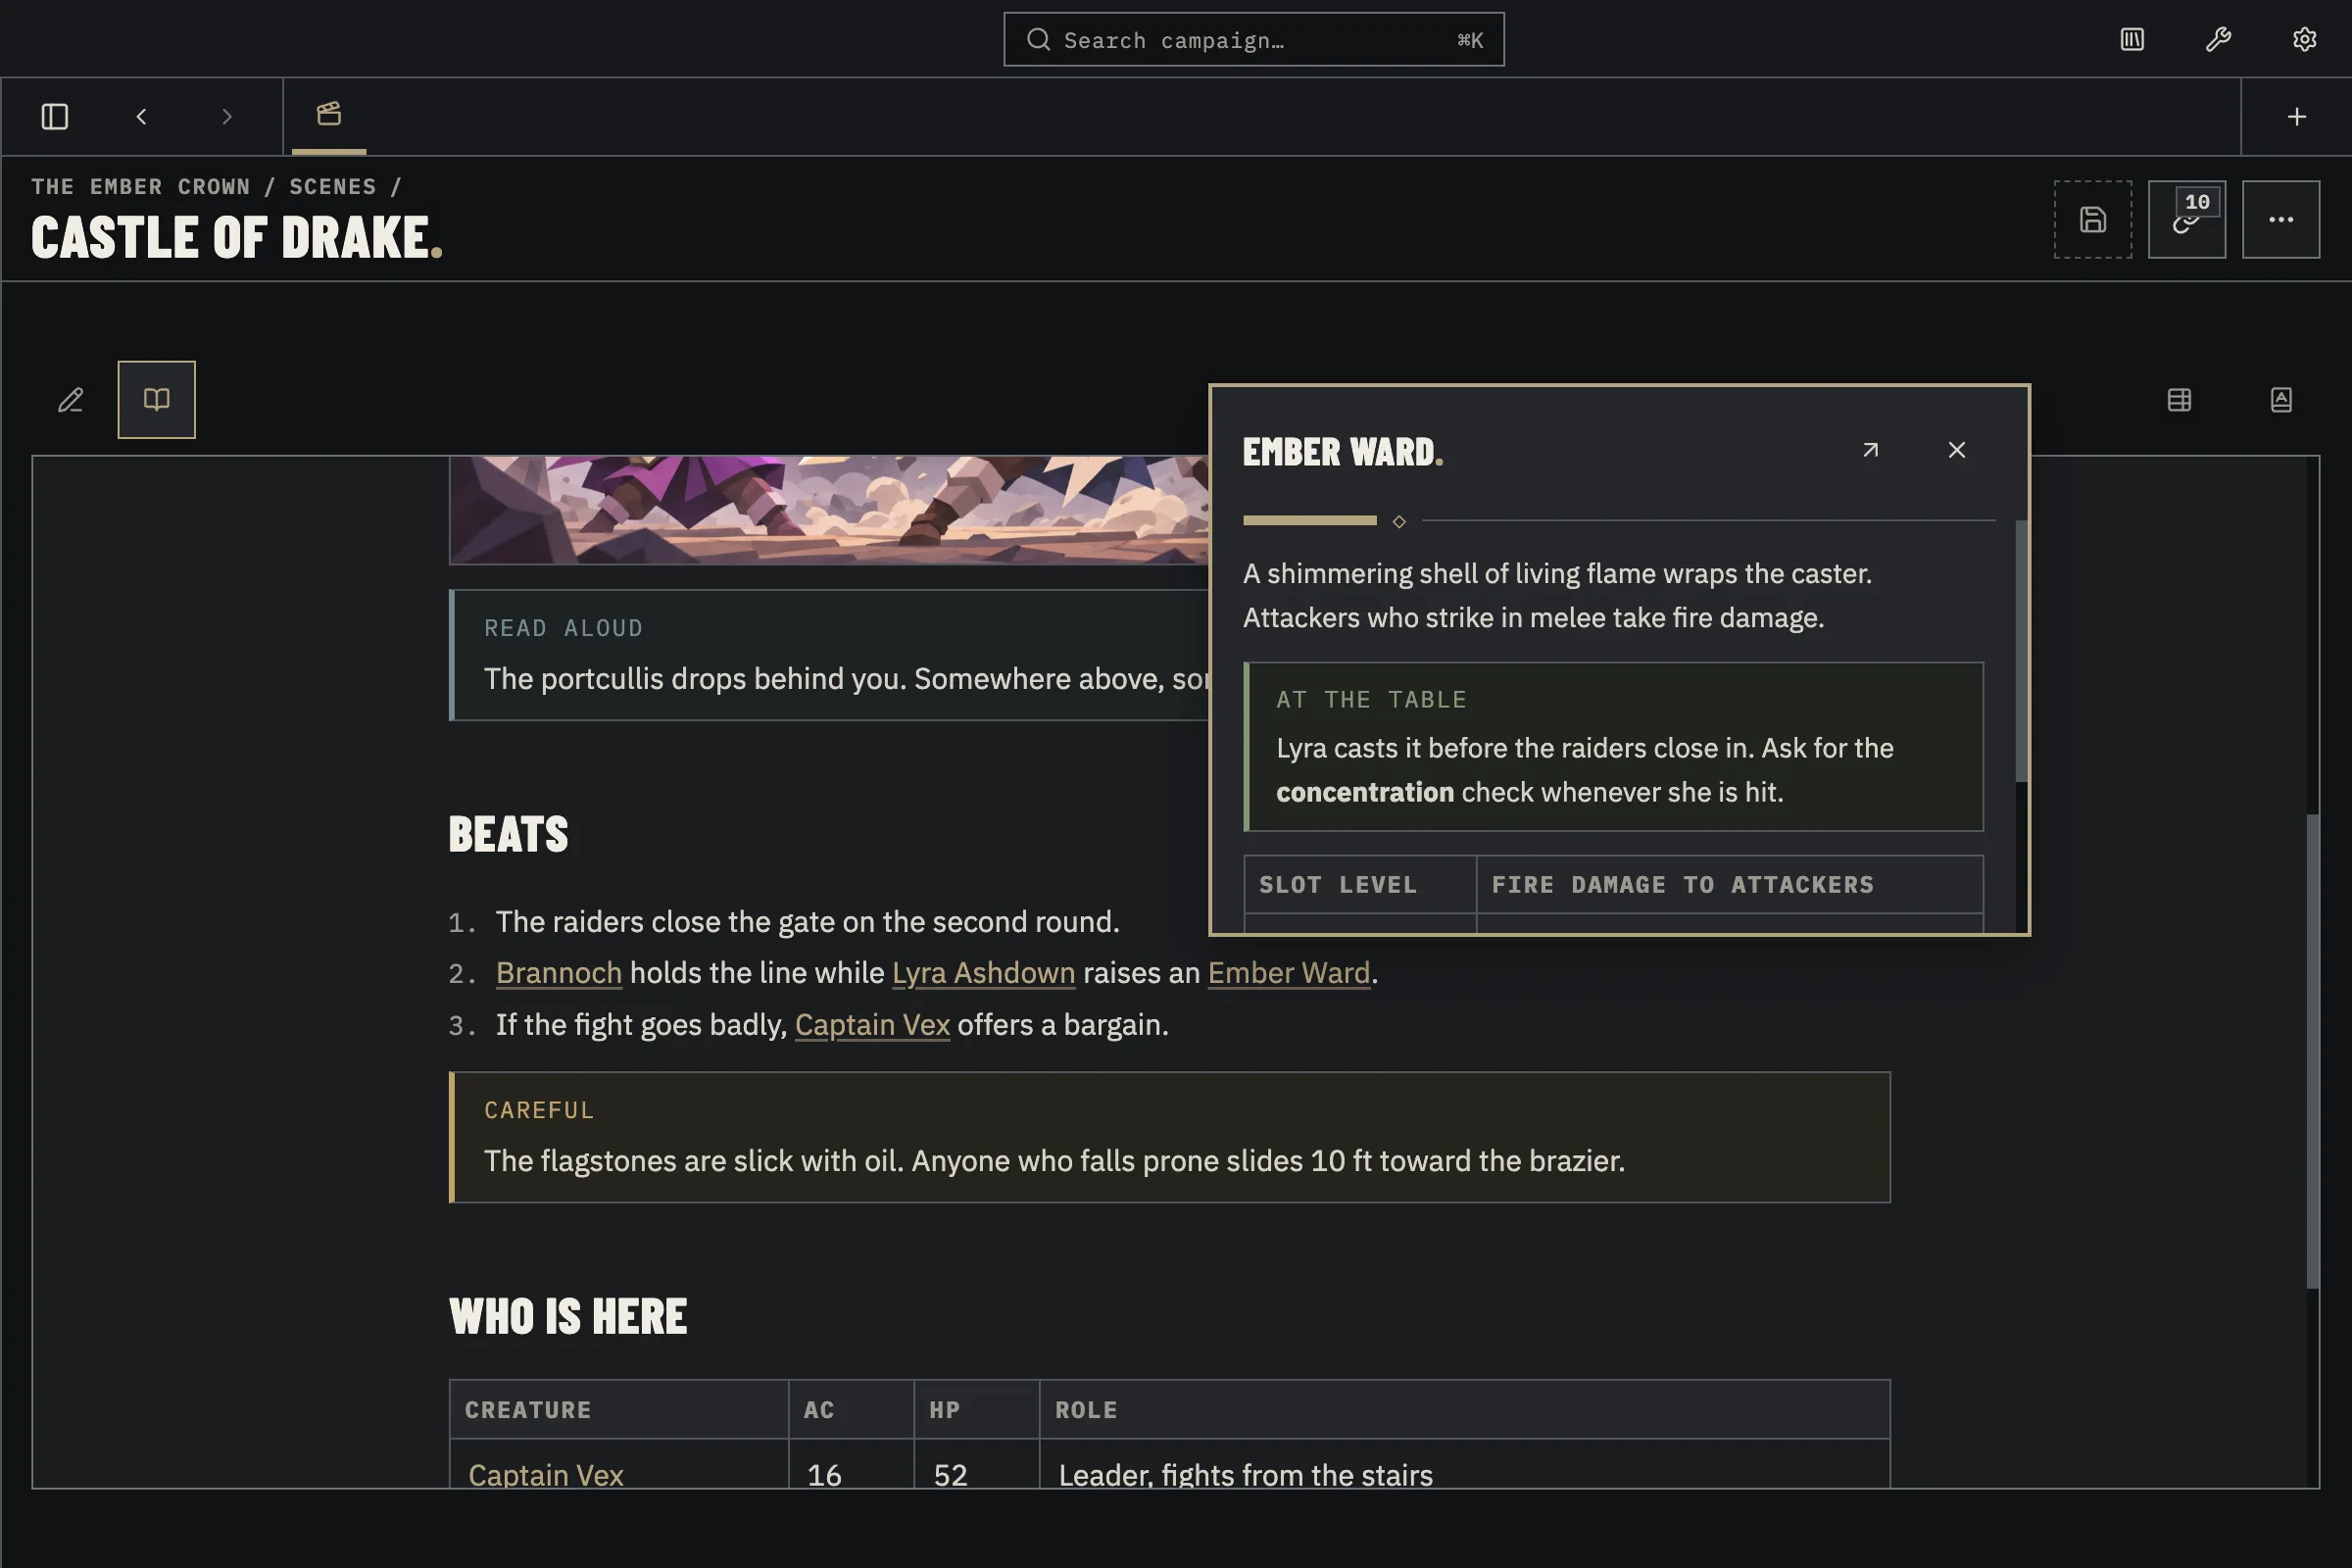 Search campaign… ⌘K
THE EMBER CROWN / SCENES /
CASTLE OF DRAKE.
10
READ ALOUD
The portcullis drops behind you. Somewhere above,
BEATS
1. The raiders close the gate on the second round.
2. Brannoch holds the line while Lyra Ashdown raises an Ember Ward.
3. If the fight goes badly, Captain Vex offers a bargain.
CAREFUL
The flagstones are slick with oil. Anyone who falls prone slides 10 ft toward the brazier.
WHO IS HERE
CREATURE AC HP ROLE
Captain Vex 16 52 Leader, fights from the stairs
EMBER WARD.
A shimmering shell of living flame wraps the caster.
Attackers who strike in melee take fire damage.
AT THE TABLE
Lyra casts it before the raiders close in. Ask for the
concentration check whenever she is hit.
SLOT LEVEL FIRE DAMAGE TO ATTACKERS